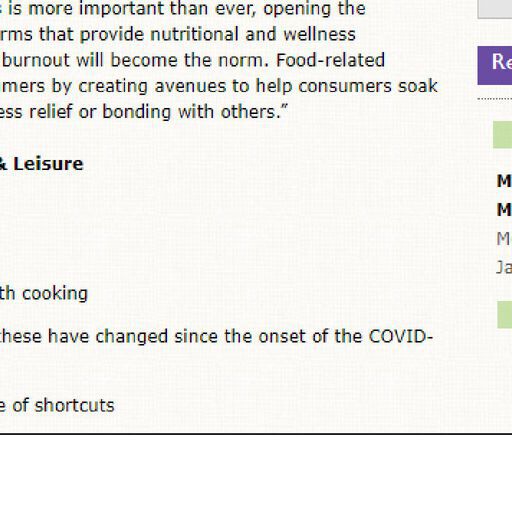 is more important than ever, opening the
rms that provide nutritional and wellness
burnout will become the norm. Food-related
mers by creating avenues to help consumers soak
ess relief or bonding with others.”
& Leisure
th cooking
these have changed since the onset of the COVID-
e of shortcuts
Re
M
M
Me
Ja